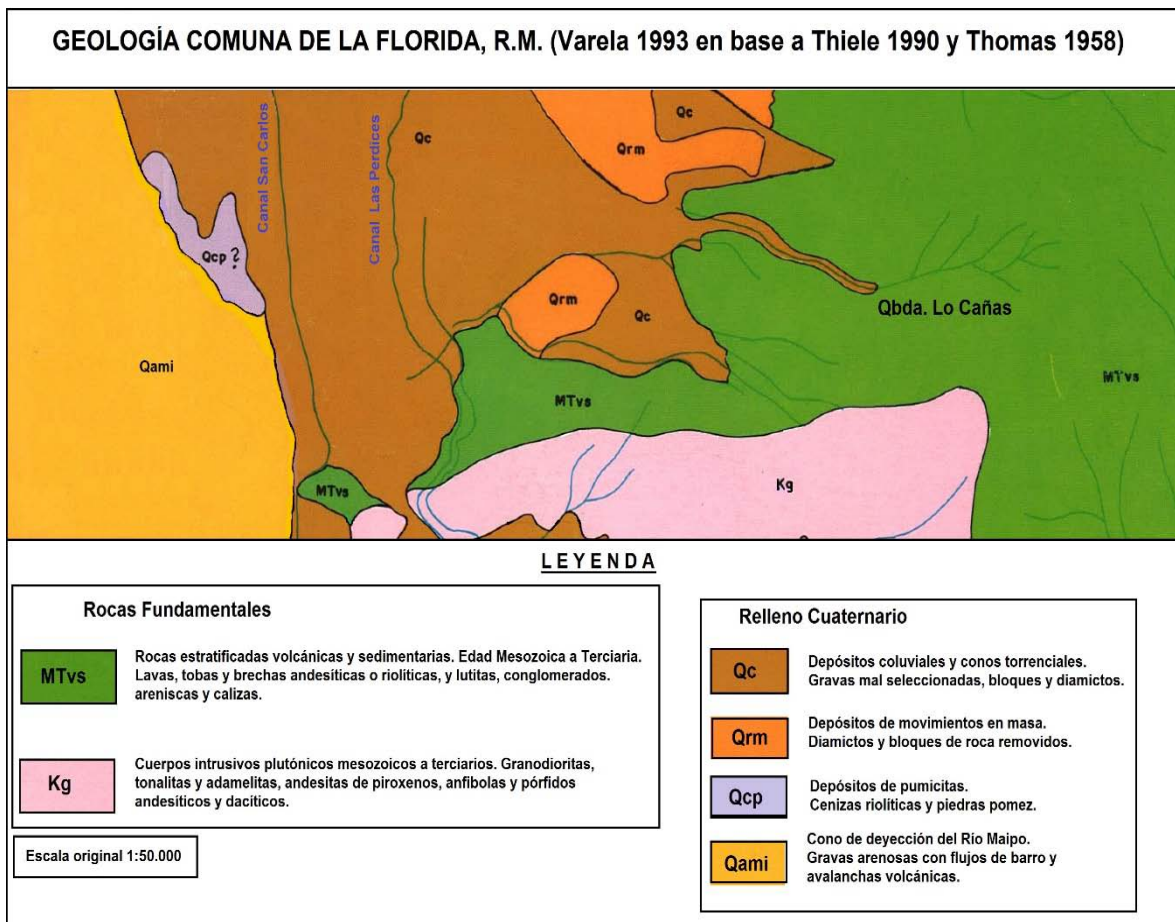 GEOLOGÍA COMUNA DE LA FLORIDA, R.M. (Varela 1993 en base a Thiele 1990 y Thomas 1958)
Canal San Carlos
Canal Las Perdices
Qc
Qc
Qrm
Qcp ?
Qrm
Qc
Qbda. Lo Cañas
Qami
MTvs
MTvs
MTvs
Kg
LEYENDA
Rocas Fundamentales
MTvs
Rocas estratificadas volcánicas y sedimentarias. Edad Mesozoica a Terciaria.
Lavas, tobas y brechas andesíticas o riolíticas, y lutitas, conglomerados.
areniscas y calizas.
Kg
Cuerpos intrusivos plutónicos mesozoicos a terciarios. Granodioritas,
tonalitas y adamelitas, andesitas de piroxenos, anfíbolas y pórfidos
andesíticos y dacíticos.
Escala original 1:50.000
Relleno Cuaternario
Qc
Depósitos coluviales y conos torrenciales.
Gravas mal seleccionadas, bloques y diamictos.
Qrm
Depósitos de movimientos en masa.
Diamictos y bloques de roca removidos.
Qcp
Depósitos de pumicitas.
Cenizas riolíticas y piedras pomez.
Qami
Cono de deyección del Río Maipo.
Gravas arenosas con flujos de barro y
avalanchas volcánicas.